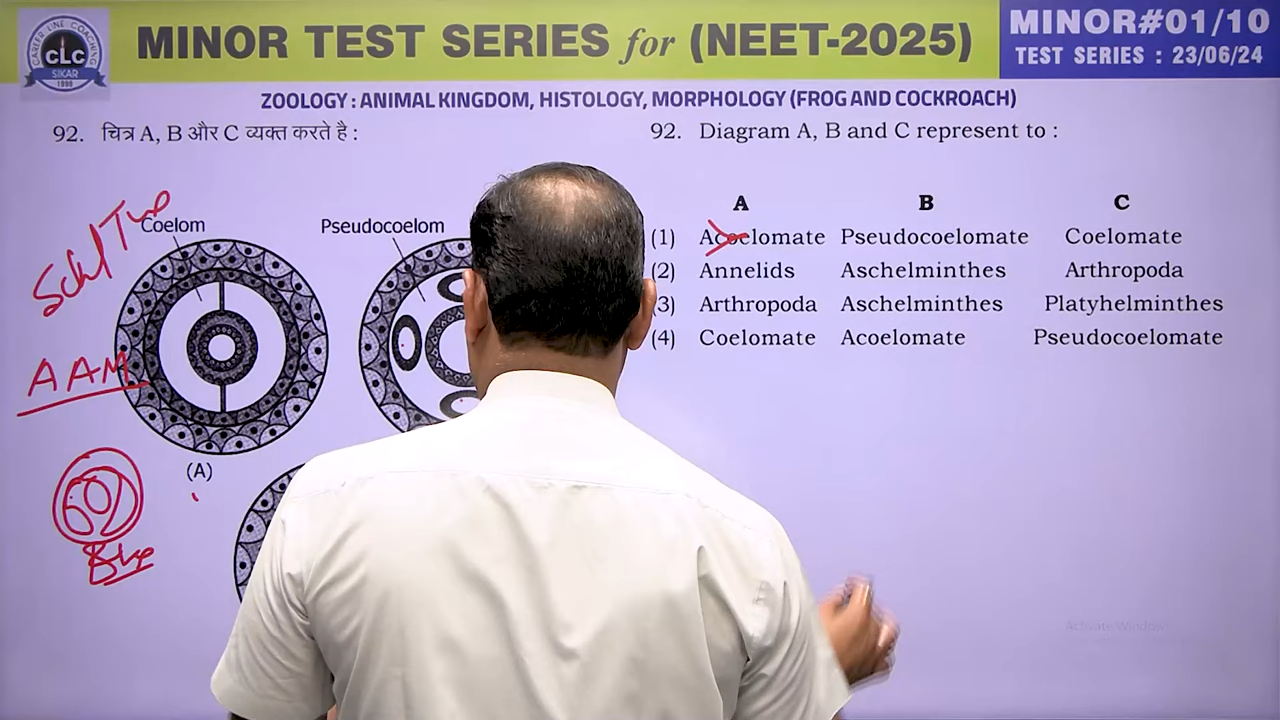 CAREER LINE COACHING
CLC
SIKAR
1996
MINOR TEST SERIES for (NEET-2025)
MINOR#01/10
TEST SERIES : 23/06/24
ZOOLOGY : ANIMAL KINGDOM, HISTOLOGY, MORPHOLOGY (FROG AND COCKROACH)
92. चित्र A, B और C व्यक्त करते है :
Coelom
Pseudocoelom
AAM
(A)
92. Diagram A, B and C represent to :
A B C
(1) Acoelomate Pseudocoelomate Coelomate
(2) Annelids Aschelminthes Arthropoda
(3) Arthropoda Aschelminthes Platyhelminthes
(4) Coelomate Acoelomate Pseudocoelomate
Activate Windows